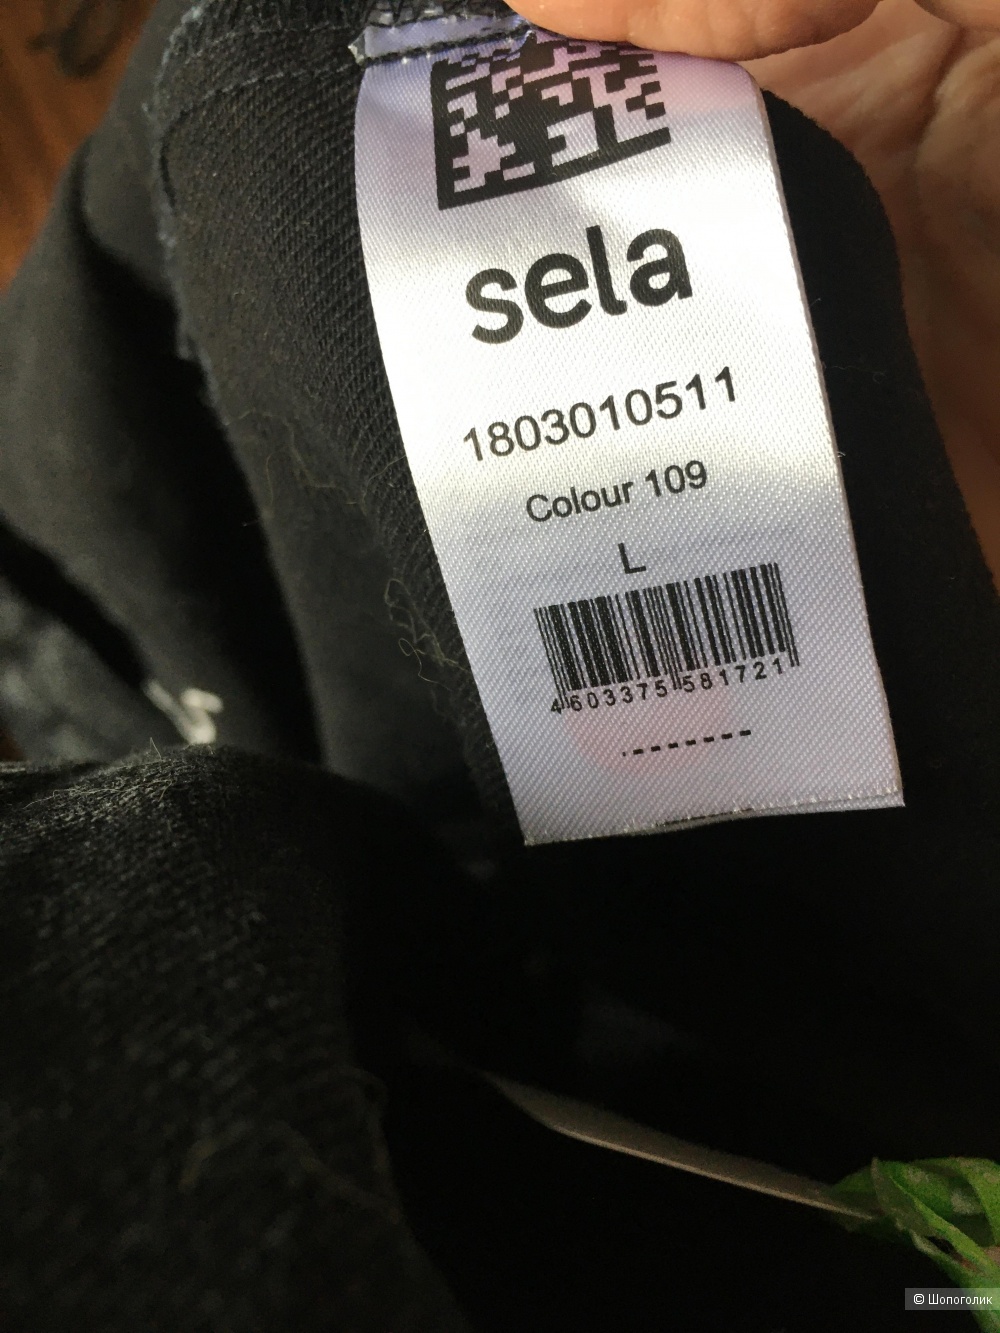 sela
1803010511
Colour 109
L
4603375581721
© Шопоголик